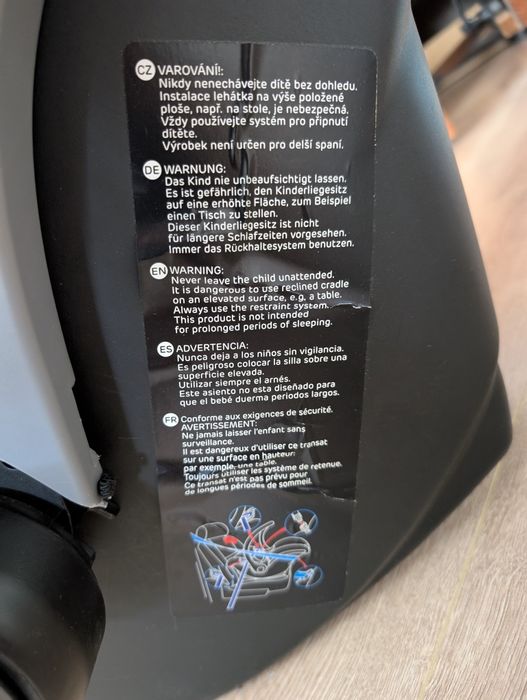 CZ VAROVÁNÍ!:
Nikdy nenechávejte dítě bez dohledu.
Instalace lehátka na výše položené
ploše, např. na stole, je nebezpečná.
Vždy používejte systém pro připnutí
dítěte.
Výrobek není určen pro delší spaní.
DE WARNUNG:
Das Kind nie unbeaufsichtigt lassen.
Es ist gefährlich, den Kinderliegesitz
auf eine erhöhte Fläche, zum Beispiel
einen Tisch zu stellen.
Dieser Kinderliegesitz ist nicht
für längere Schlafzeiten vorgesehen.
Immer das Rückhaltesystem benutzen.
EN WARNING:
Never leave the child unattended.
It is dangerous to use reclined cradle
on an elevated surface, e.g. a table.
Always use the restraint system.
This product is not intended
for prolonged periods of sleeping.
ES ADVERTENCIA:
Nunca deja a los niños sin vigilancia.
Es peligroso colocar la silla sobre una
superficie elevada.
Utilizar siempre el arnés.
Este asiento no esta diseñado para
que el bebé duerma periodos largos.
FR Conforme aux exigences de sécurité.
AVERTISSEMENT:
Ne jamais laisser l'enfant sans
surveillance.
Il est dangereux d'utiliser ce transat
sur une surface en hauteur:
par exemple, une table.
Toujours utiliser les système de retenue.
Ce transat n'est pas prévu pour
de longues périodes de sommeil.